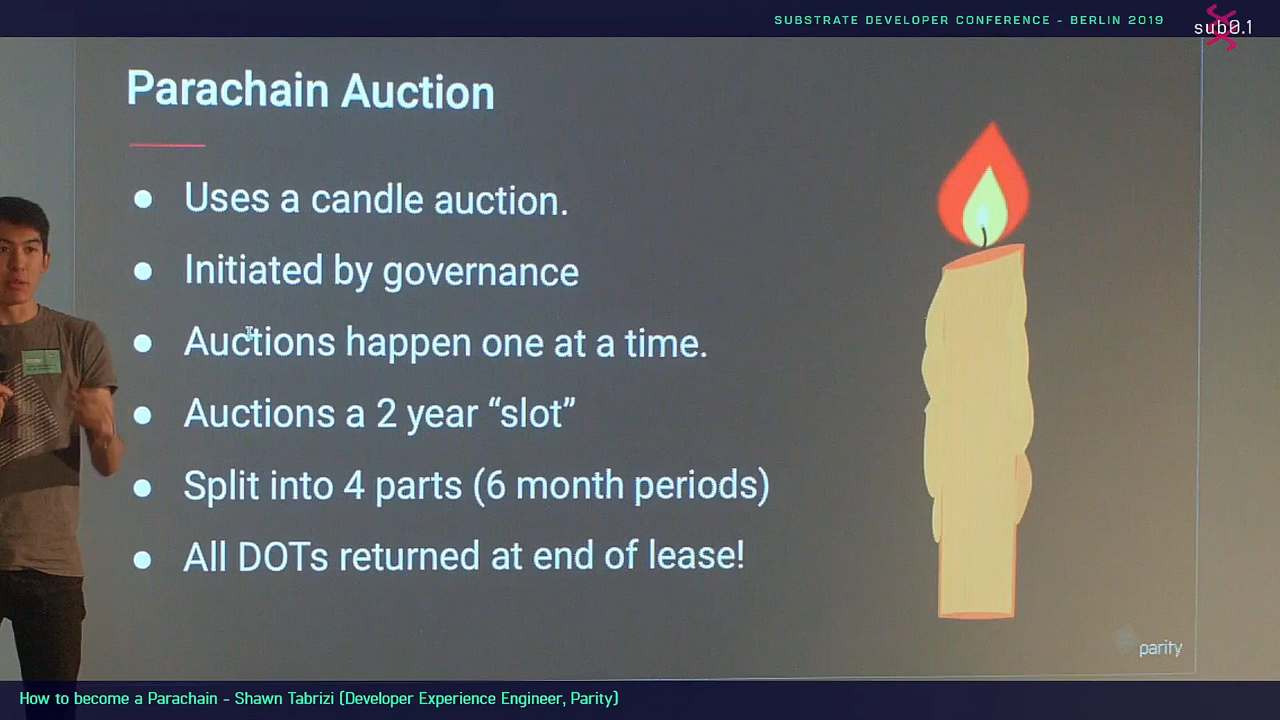 SUBSTRATE DEVELOPER CONFERENCE - BERLIN 2019
sub0.1
Parachain Auction
● Uses a candle auction.
● Initiated by governance
● Auctions happen one at a time.
● Auctions a 2 year “slot”
● Split into 4 parts (6 month periods)
● All DOTs returned at end of lease!
parity
How to become a Parachain - Shawn Tabrizi (Developer Experience Engineer, Parity)